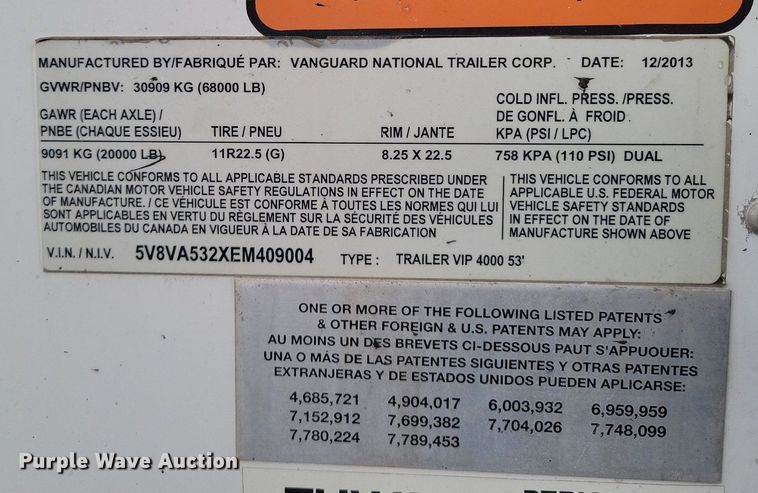 MANUFACTURED BY/FABRIQUÉ PAR: VANGUARD NATIONAL TRAILER CORP. DATE: 12/2013
GVWR/PNBV: 30909 KG (68000 LB)
GAWR (EACH AXLE) /
PNBE (CHAQUE ESSIEU) TIRE / PNEU RIM / JANTE
COLD INFL. PRESS. /PRESS.
DE GONFL. À FROID
KPA (PSI / LPC)
9091 KG (20000 LB) 11R22.5 (G) 8.25 X 22.5 758 KPA (110 PSI) DUAL
THIS VEHICLE CONFORMS TO ALL APPLICABLE STANDARDS PRESCRIBED UNDER
THE CANADIAN MOTOR VEHICLE SAFETY REGULATIONS IN EFFECT ON THE DATE
OF MANUFACTURE. / CE VÉHICULE EST CONFORME À TOUTES LES NORMES QUI LUI
SONT APPLICABLES EN VERTU DU RÈGLEMENT SUR LA SÉCURITÉ DES VÉHICULES
AUTOMOBILES DU CANADA EN VIGUEUR À LA DATE DE SA FABRICATION
THIS VEHICLE CONFORMS TO ALL
APPLICABLE U.S. FEDERAL MOTOR
VEHICLE SAFETY STANDARDS
IN EFFECT ON THE DATE OF
MANUFACTURE SHOWN ABOVE
V.I.N. / N.I.V. 5V8VA532XEM409004 TYPE: TRAILER VIP 4000 53'
ONE OR MORE OF THE FOLLOWING LISTED PATENTS
& OTHER FOREIGN & U.S. PATENTS MAY APPLY:
AU MOINS UN DES BREVETS CI-DESSOUS PAUT S'APPUOUER:
UNA O MÁS DE LAS PATENTES SIGUIENTES Y OTRAS PATENTES
EXTRANJERAS Y DE ESTADOS UNIDOS PUEDEN APLICARSE:
4,685,721 4,904,017 6,003,932 6,959,959
7,152,912 7,699,382 7,704,026 7,748,099
7,780,224 7,789,453
Purple Wave Auction